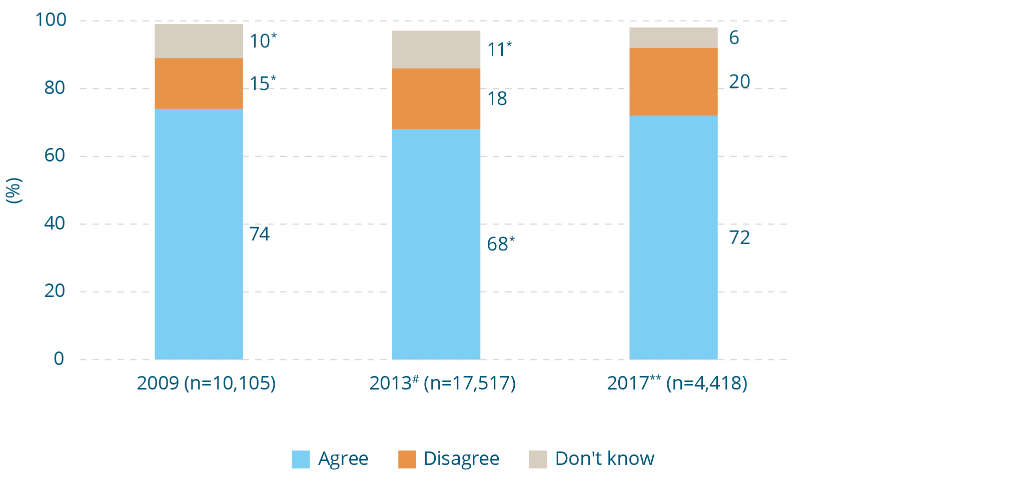 100
10*
6
11*
80
15*
20
18
60
(%)
40
74
72
68*
20
0
2009 (n=10,105)
2013# (n=17,517)
2017** (n=4,418)
Agree
Disagree
Don't know